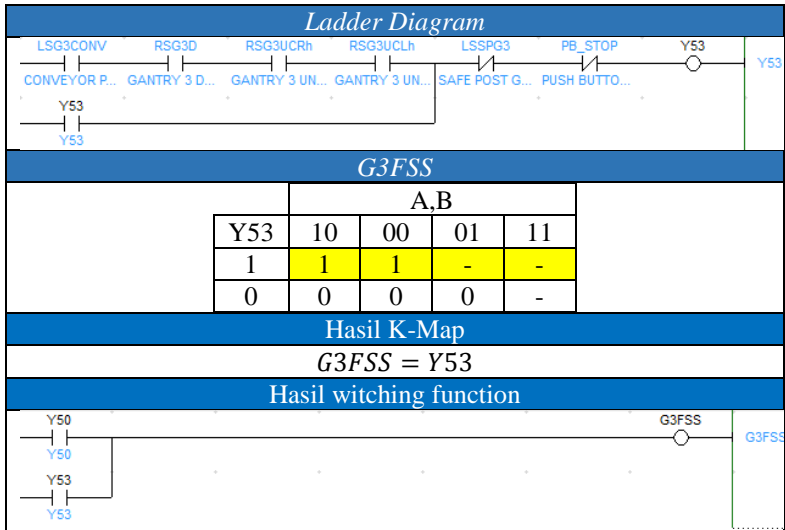 Ladder Diagram
LSG3CONV RSG3D RSG3UCRh RSG3UCLh LSSPG3 PB_STOP Y53
Y53
CONVEYOR P... GANTRY 3 D... GANTRY 3 UN... GANTRY 3 UN... SAFE POST G... PUSH BUTTO...
Y53
Y53
G3FSS
A,B
Y53 10 00 01 11
1 1 1 - -
0 0 0 0 -
Hasil K-Map
G3FSS = Y53
Hasil witching function
Y50 G3FSS
G3FSS
Y50
Y53
Y53